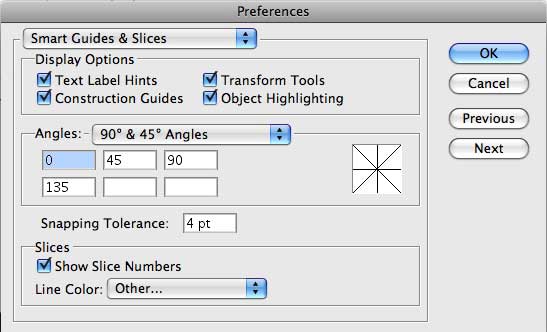 Preferences
Smart Guides & Slices
OK
Display Options
Text Label Hints Transform Tools
Cancel
Construction Guides Object Highlighting
Previous
Angles: 90° & 45° Angles
Next
0 45 90
135
Snapping Tolerance: 4 pt
Slices
Show Slice Numbers
Line Color: Other...